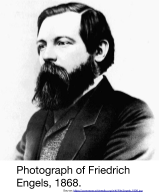 Photograph of Friedrich
Engels, 1868.